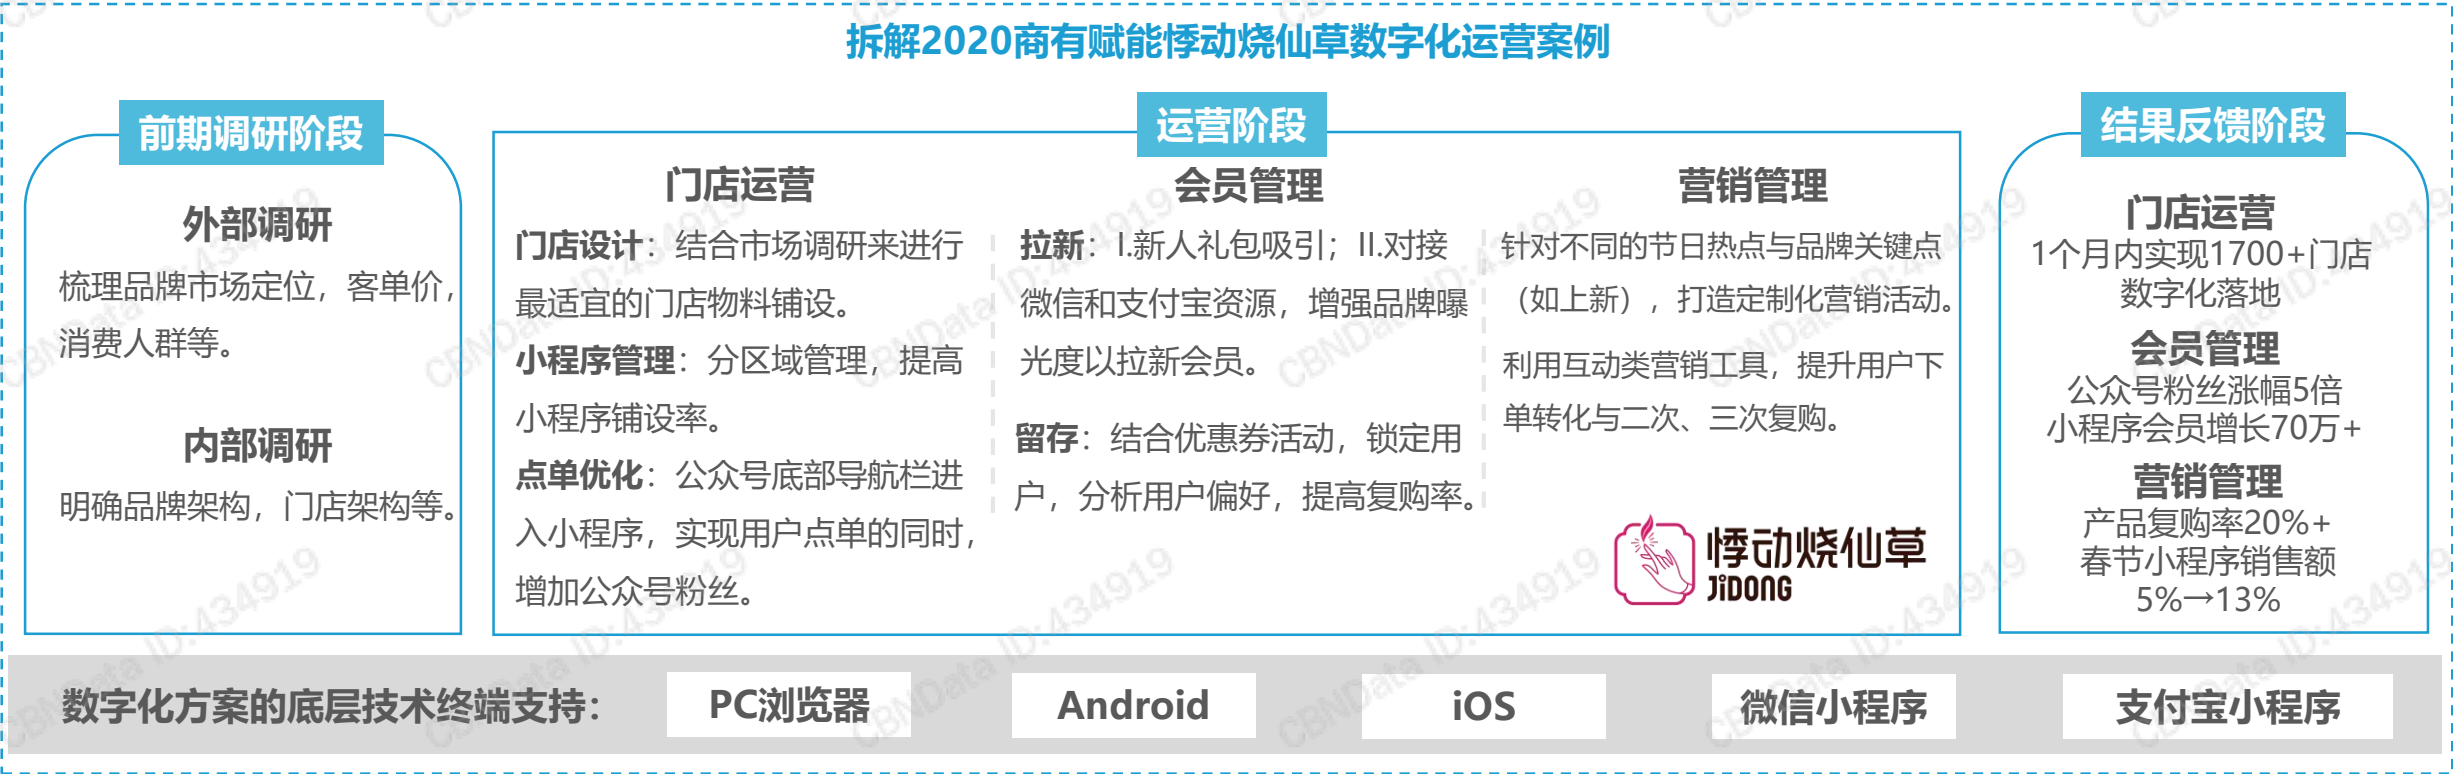 拆解2020商有赋能悸动烧仙草数字化运营案例
前期调研阶段
外部调研
梳理品牌市场定位，客单价，
消费人群等。
内部调研
明确品牌架构，门店架构等。
运营阶段
门店运营
门店设计：结合市场调研来进行
最适宜的门店物料铺设。
小程序管理：分区域管理，提高
小程序铺设率。
点单优化：公众号底部导航栏进
入小程序，实现用户点单的同时，
增加公众号粉丝。
会员管理
拉新：I.新人礼包吸引；II.对接
微信和支付宝资源，增强品牌曝
光度以拉新会员。
留存：结合优惠券活动，锁定用
户，分析用户偏好，提高复购率。
营销管理
针对不同的节日热点与品牌关键点
（如上新），打造定制化营销活动。
利用互动类营销工具，提升用户下
单转化与二次、三次复购。
悸动烧仙草
JIDONG
结果反馈阶段
门店运营
1个月内实现1700+门店
数字化落地
会员管理
公众号粉丝涨幅5倍
小程序会员增长70万+
营销管理
产品复购率20%+
春节小程序销售额
5%→13%
数字化方案的底层技术终端支持：
PC浏览器
Android
iOS
微信小程序
支付宝小程序
CBNData ID:434919